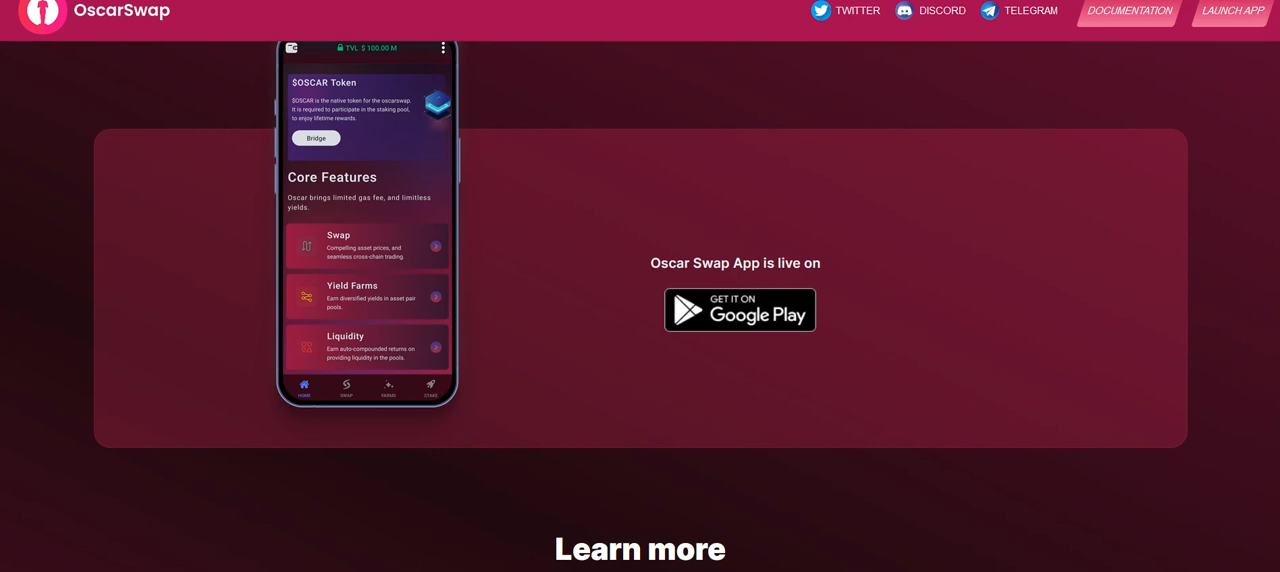 OscarSwap
TWITTER
DISCORD
TELEGRAM
DOCUMENTATION
LAUNCH APP
TVL $ 100.00 M
$OSCAR Token
$OSCAR is the native token for the oscarswap.
It is required to participate in the staking pool,
to enjoy lifetime rewards.
Bridge
Core Features
Oscar brings limited gas fee, and limitless
yields.
Swap
Compelling asset prices, and
seamless cross-chain trading.
Yield Farms
Earn diversified yields in asset pair
pools.
Liquidity
Earn auto-compounded returns on
providing liquidity in the pools.
HOME
SWAP
FARMS
STAKE
Oscar Swap App is live on
GET IT ON
Google Play
Learn more